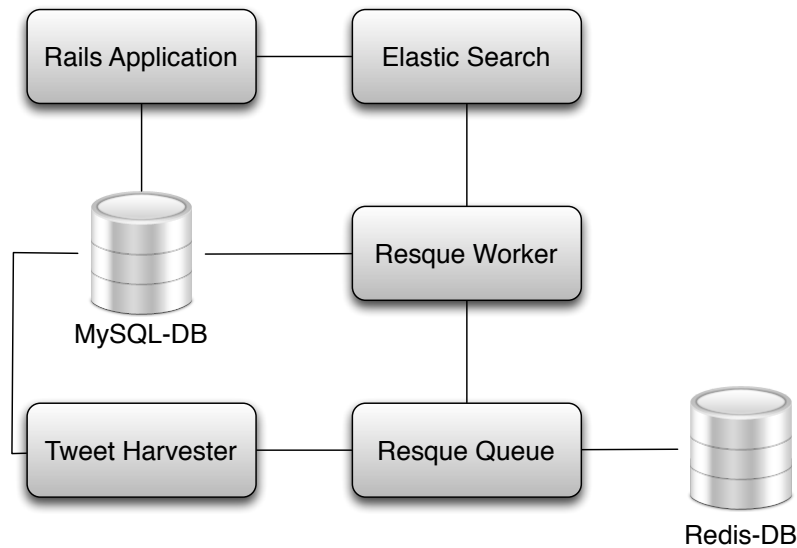 Rails Application
Elastic Search
Resque Worker
MySQL-DB
Tweet Harvester
Resque Queue
Redis-DB